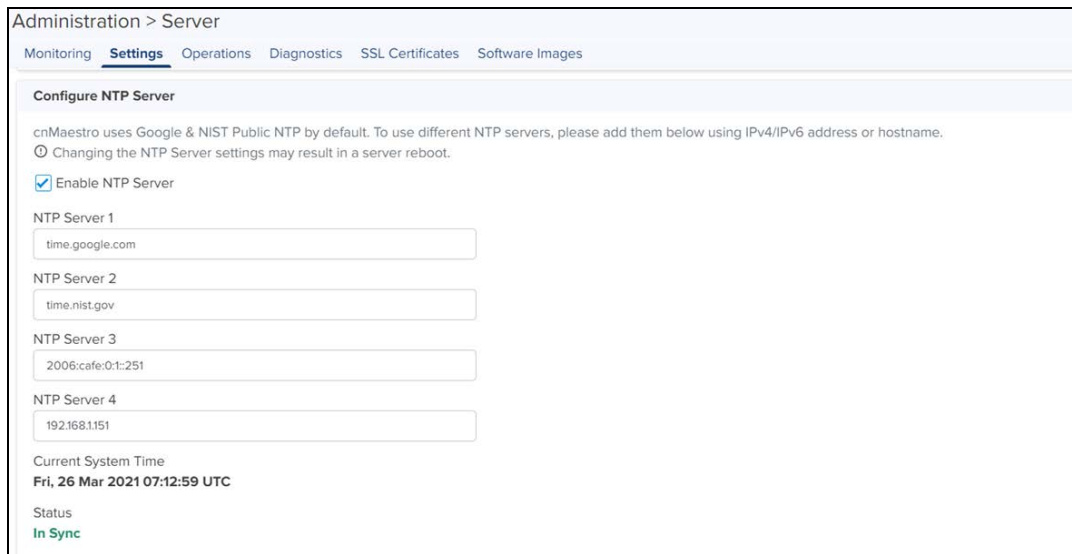 Administration > Server
Monitoring Settings Operations Diagnostics SSL Certificates Software Images
Configure NTP Server
cnMaestro uses Google & NIST Public NTP by default. To use different NTP servers, please add them below using IPv4/IPv6 address or hostname.
Changing the NTP Server settings may result in a server reboot.
Enable NTP Server
NTP Server 1
time.google.com
NTP Server 2
time.nist.gov
NTP Server 3
2006:cafe:0:1::251
NTP Server 4
192.168.1.151
Current System Time
Fri, 26 Mar 2021 07:12:59 UTC
Status
In Sync